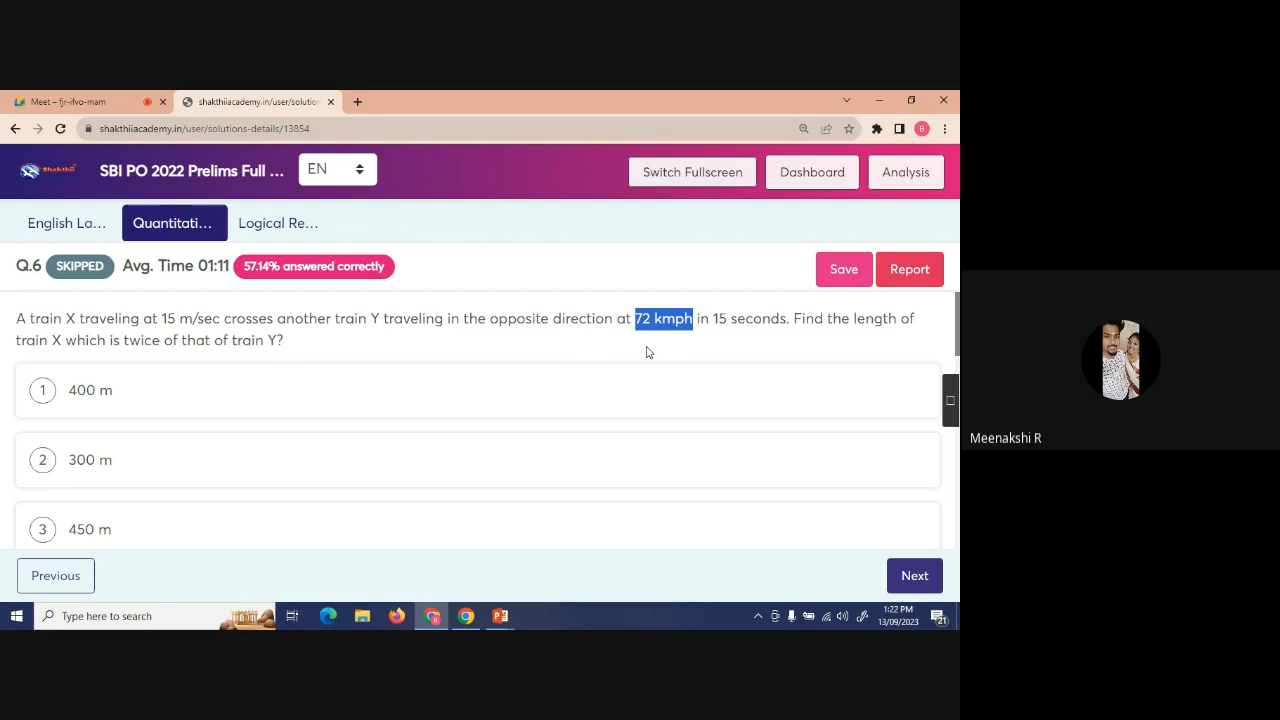 Meet – fjr-ifvo-mam
shakthiiacademy.in/user/solution
shakthiiacademy.in/user/solutions-details/13854
B
Shakthii
SBI PO 2022 Prelims Full ...
EN
Switch Fullscreen
Dashboard
Analysis
English La...
Quantitati...
Logical Re...
Q.6 SKIPPED Avg. Time 01:11 57.14% answered correctly
Save
Report
A train X traveling at 15 m/sec crosses another train Y traveling in the opposite direction at 72 kmph in 15 seconds. Find the length of
train X which is twice of that of train Y?
1 400 m
2 300 m
3 450 m
Previous
Next
Meenakshi R
Type here to search
1:22 PM
13/09/2023
21